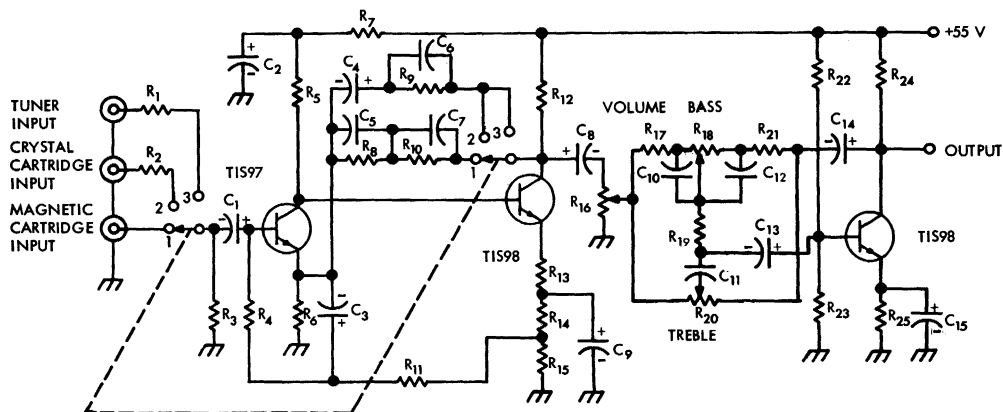 R7
+55 V
C2
C6
C4
R9
R5
R12
R22
R24
2
3
TUNER INPUT
R1
VOLUME
BASS
C14
C5
C7
C8
R17
R18
R21
CRYSTAL CARTRIDGE INPUT
R2
R8
R10
1
OUTPUT
TIS97
2
3
C10
C12
R16
MAGNETIC CARTRIDGE INPUT
1
C1
R19
C13
TIS98
TIS98
C11
R13
R3
R4
R6
C3
R20
TREBLE
R23
R25
C15
R14
C9
R11
R15